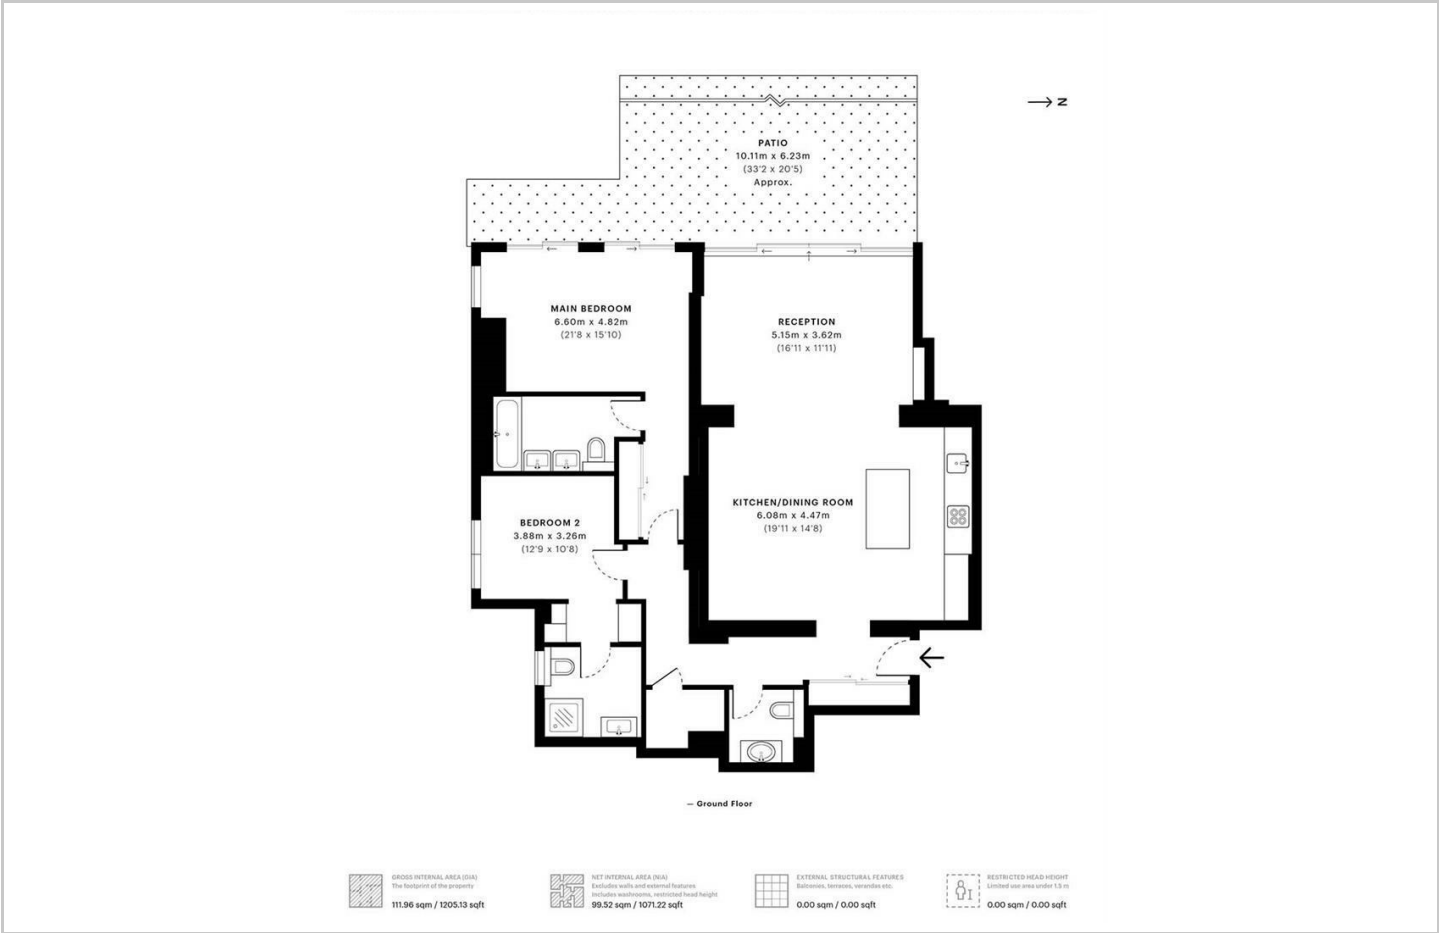 N
PATIO
10.11m x 6.23m
(33'2 x 20'5)
Approx.
MAIN BEDROOM
6.60m x 4.82m
(21'8 x 15'10)
RECEPTION
5.15m x 3.62m
(16'11 x 11'11)
KITCHEN/DINING ROOM
6.08m x 4.47m
(19'11 x 14'8)
BEDROOM 2
3.88m x 3.26m
(12'9 x 10'8)
— Ground Floor
GROSS INTERNAL AREA (GIA)
The footprint of the property
111.96 sqm / 1205.13 sqft
NET INTERNAL AREA (NIA)
Excludes walls and external features
Includes washrooms, restricted head height
99.52 sqm / 1071.22 sqft
EXTERNAL STRUCTURAL FEATURES
Balconies, terraces, verandas etc.
0.00 sqm / 0.00 sqft
RESTRICTED HEAD HEIGHT
Limited use area under 1.5 m
0.00 sqm / 0.00 sqft